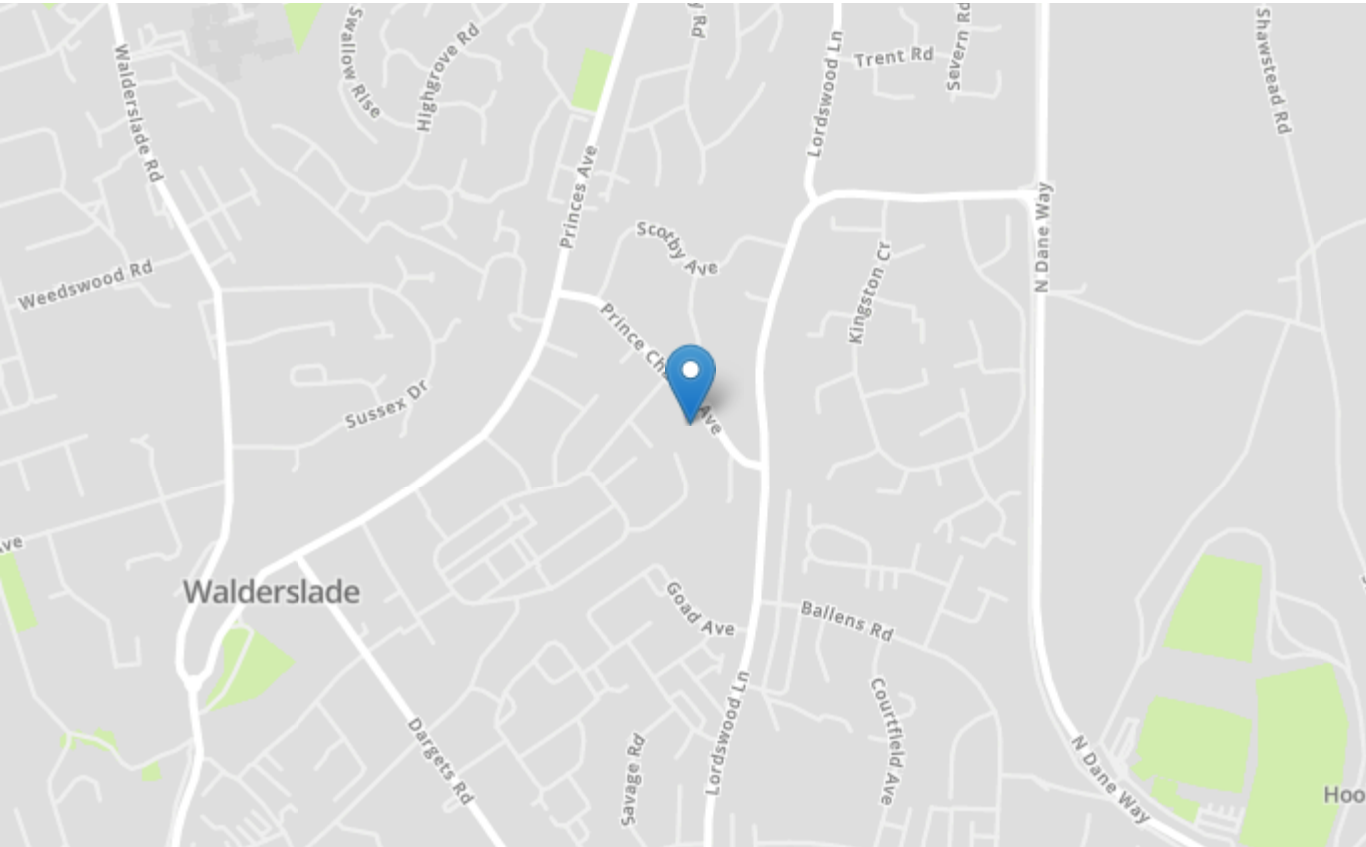 Swallow Rise
Highgrove Rd
Walderslade Rd
Lordswood Ln
Trent Rd
Severn Rd
Shawstead Rd
Princes Ave
N Dane Way
Scotby Ave
Kingston Cr
Weedswood Rd
Prince Cha
Ave
Sussex Dr
Walderslade
Goad Ave
Ballens Rd
Lordswood Ln
Courtfield Ave
Dargets Rd
Savage Rd
N Dane Way
Hoo